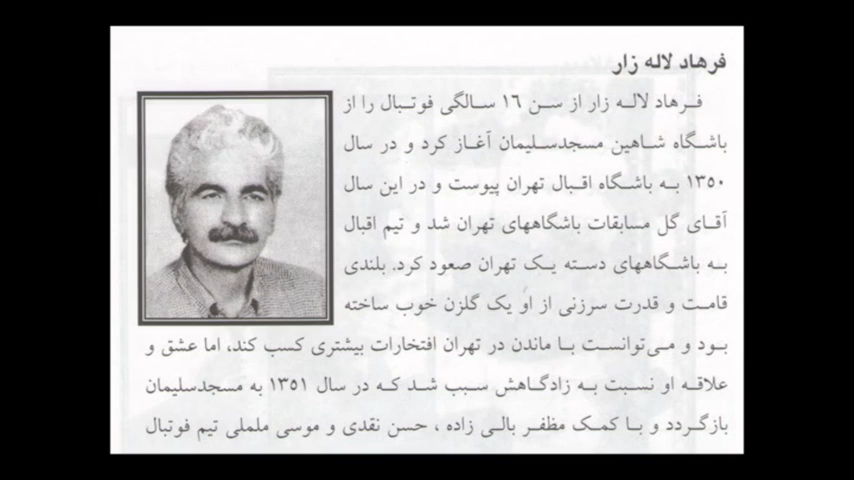 فرهاد لاله زار
فرهاد لاله زار از سن ۱۶ سالگی فوتبال را از
باشگاه شاهین مسجدسلیمان آغاز کرد و در سال
۱۳۵۰ به باشگاه اقبال تهران پیوست و در این سال
آقای گل مسابقات باشگاههای تهران شد و تیم اقبال
به باشگاههای دسته یک تهران صعود کرد. بلندی
قامت و قدرت سرزنی از او یک گلزن خوب ساخته
بود و می‌توانست با ماندن در تهران افتخارات بیشتری کسب کند، اما عشق و
علاقه او نسبت به زادگاهش سبب شد که در سال ۱۳۵۱ به مسجدسلیمان
بازگردد و با کمک مظفر بالی زاده ، حسن نقدی و موسی ململی تیم فوتبال